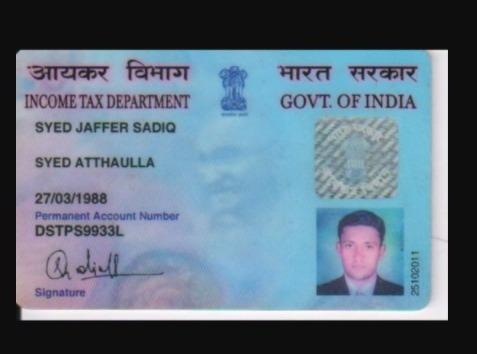 आयकर विभाग
भारत सरकार
INCOME TAX DEPARTMENT
GOVT. OF INDIA
SYED JAFFER SADIQ
SYED ATTHAULLA
27/03/1988
Permanent Account Number
DSTPS9933L
Signature
25102011